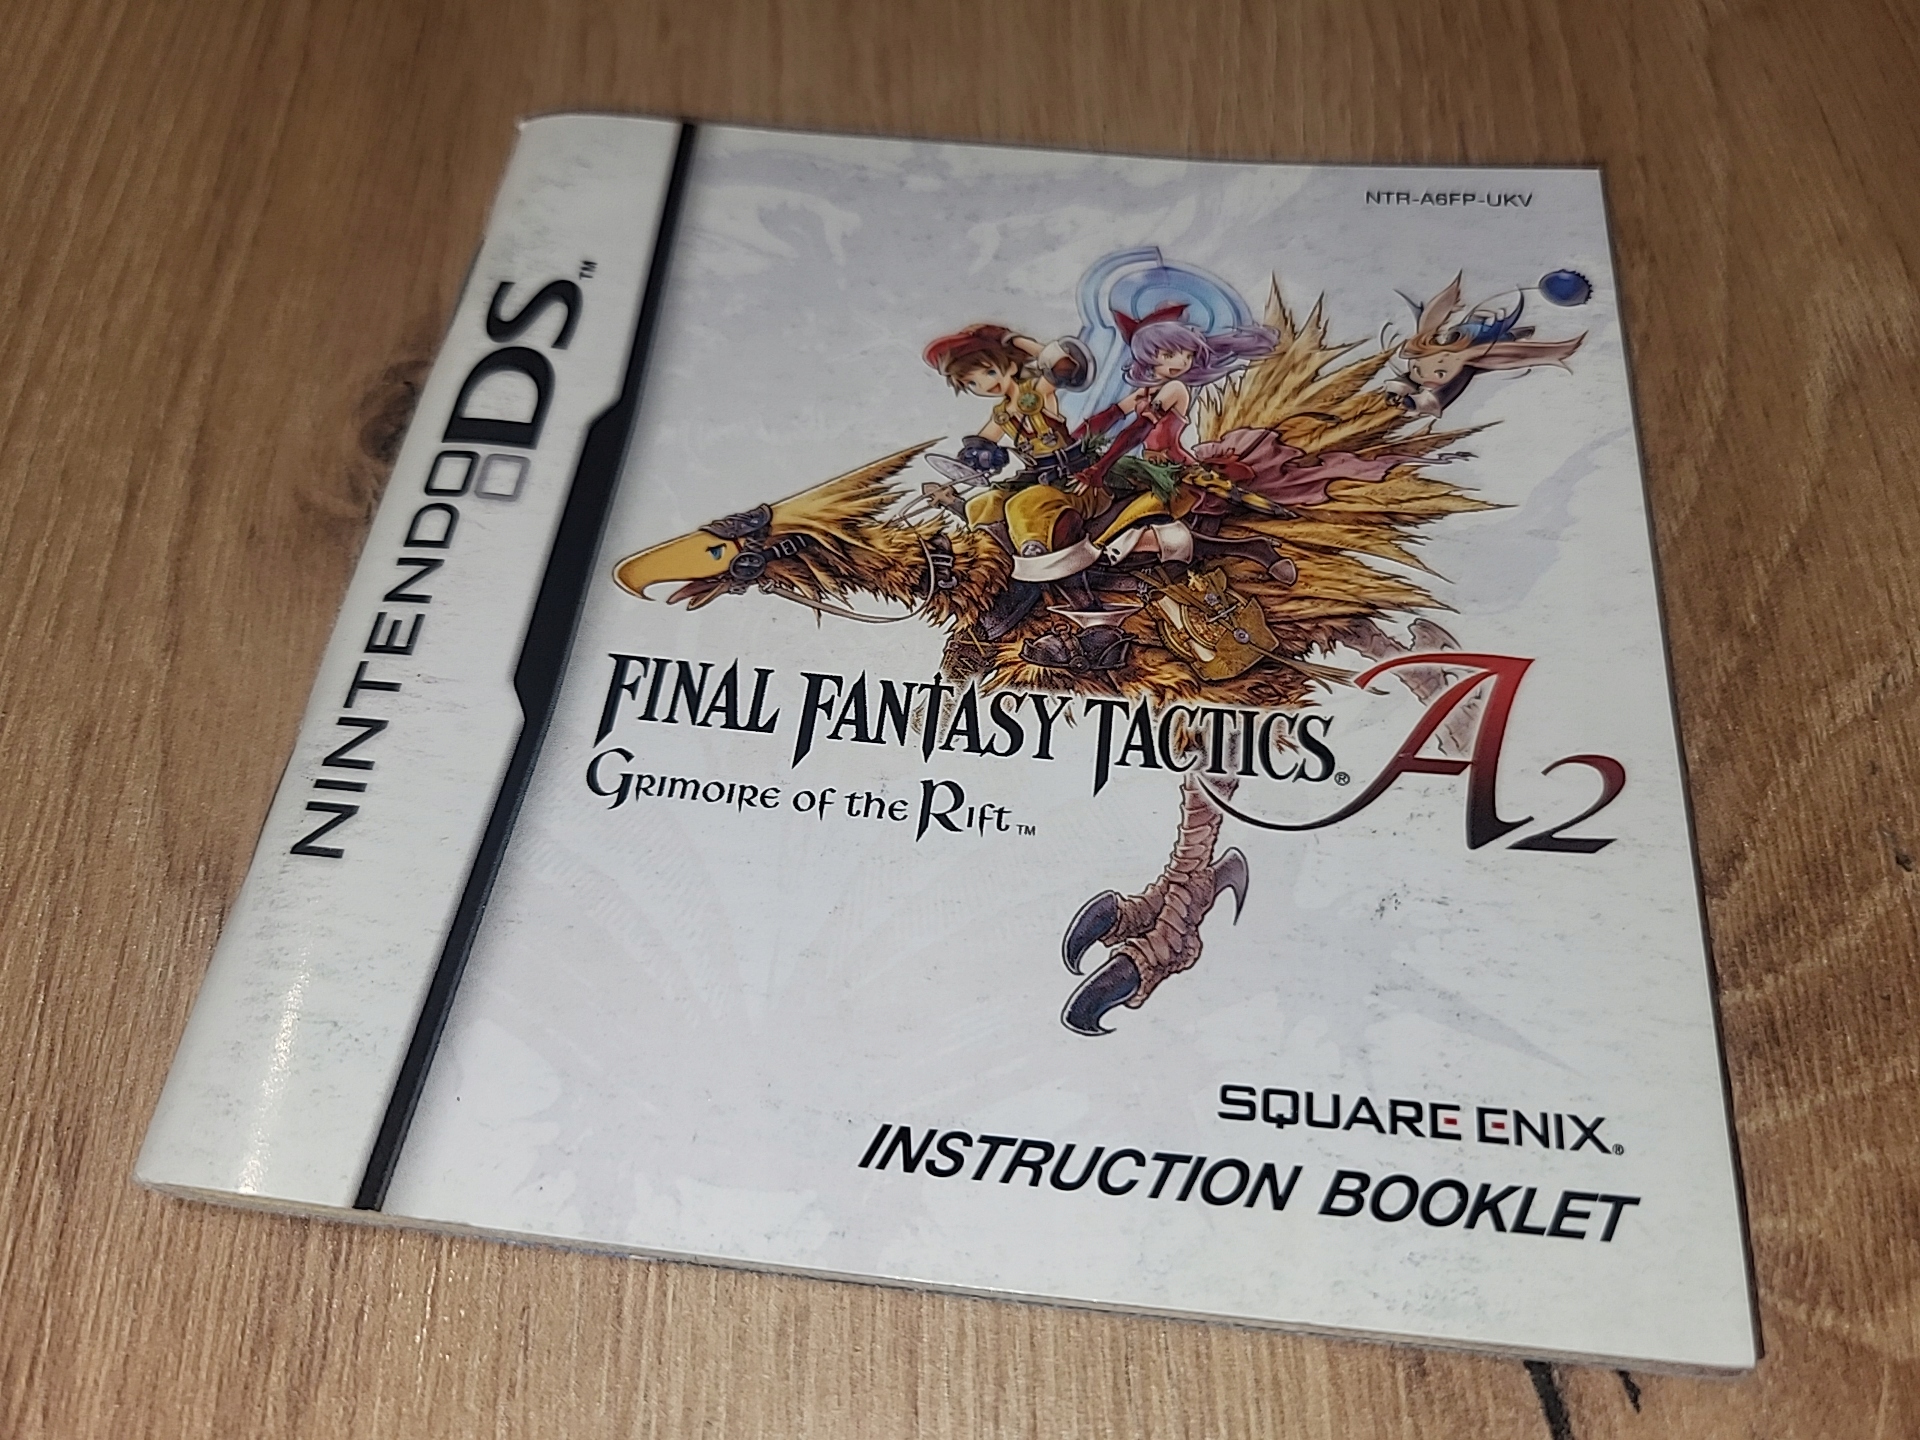 NINTENDO DS™
NTR-A6FP-UKV
FINAL FANTASY TACTICS® A2
GRIMOIRE OF THE RIFT™
SQUARE ENIX®
INSTRUCTION BOOKLET